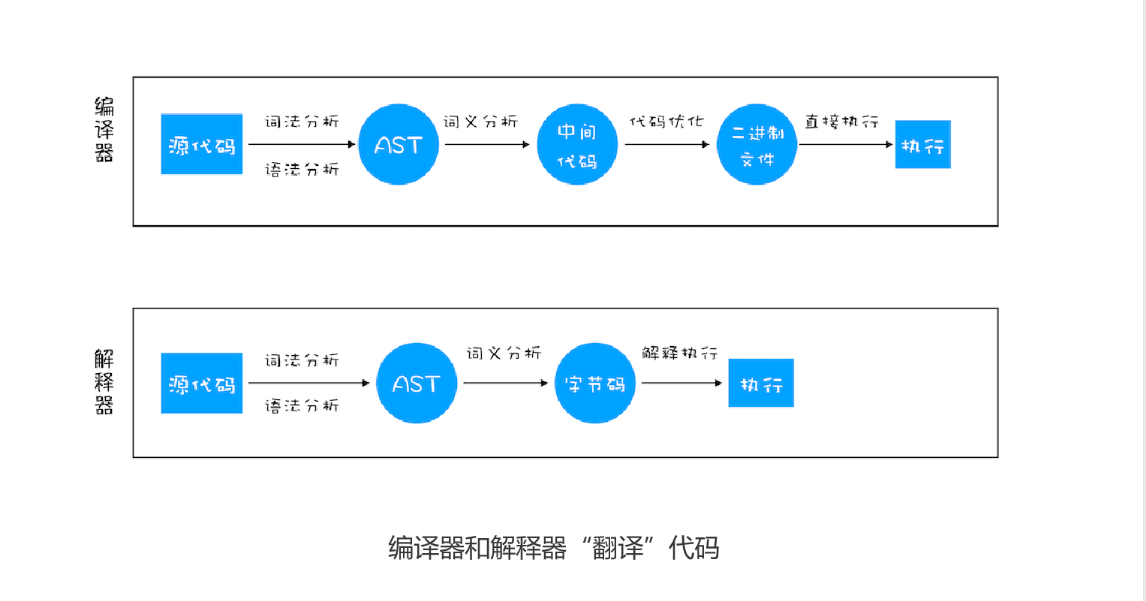 编译器
源代码
词法分析
语法分析
AST
词义分析
中间
代码
代码优化
二进制
文件
直接执行
执行
解释器
源代码
词法分析
语法分析
AST
词义分析
字节码
解释执行
执行
编译器和解释器“翻译”代码